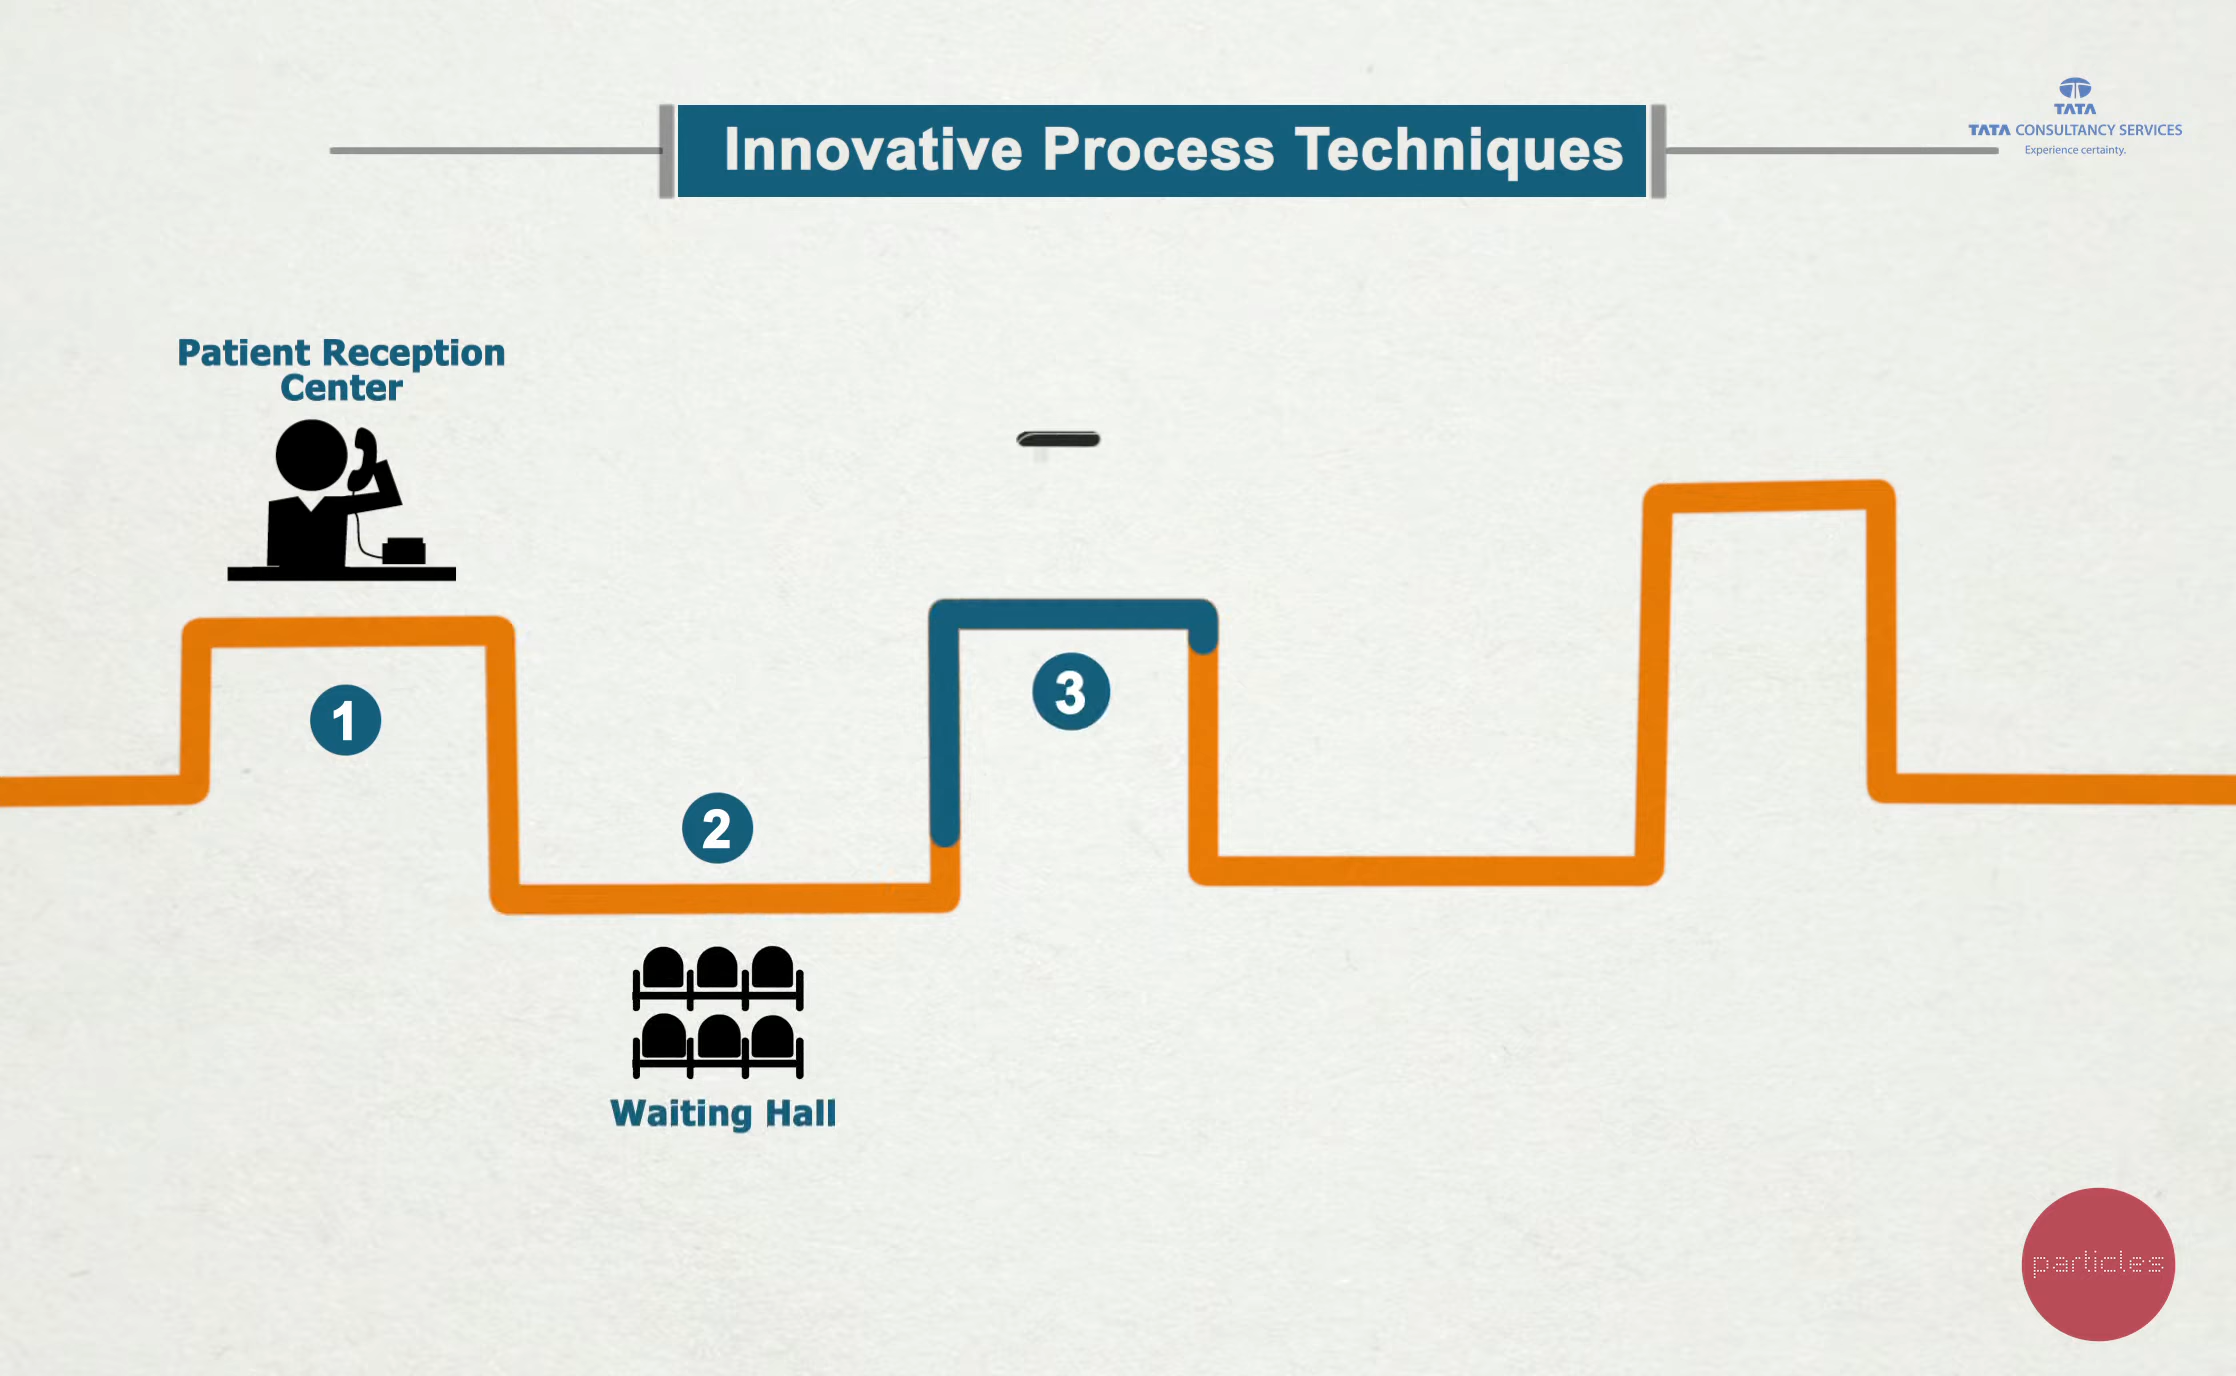 Innovative Process Techniques
TATA
TATA CONSULTANCY SERVICES
Experience certainty.
Patient Reception
Center
1
2
3
Waiting Hall
particles